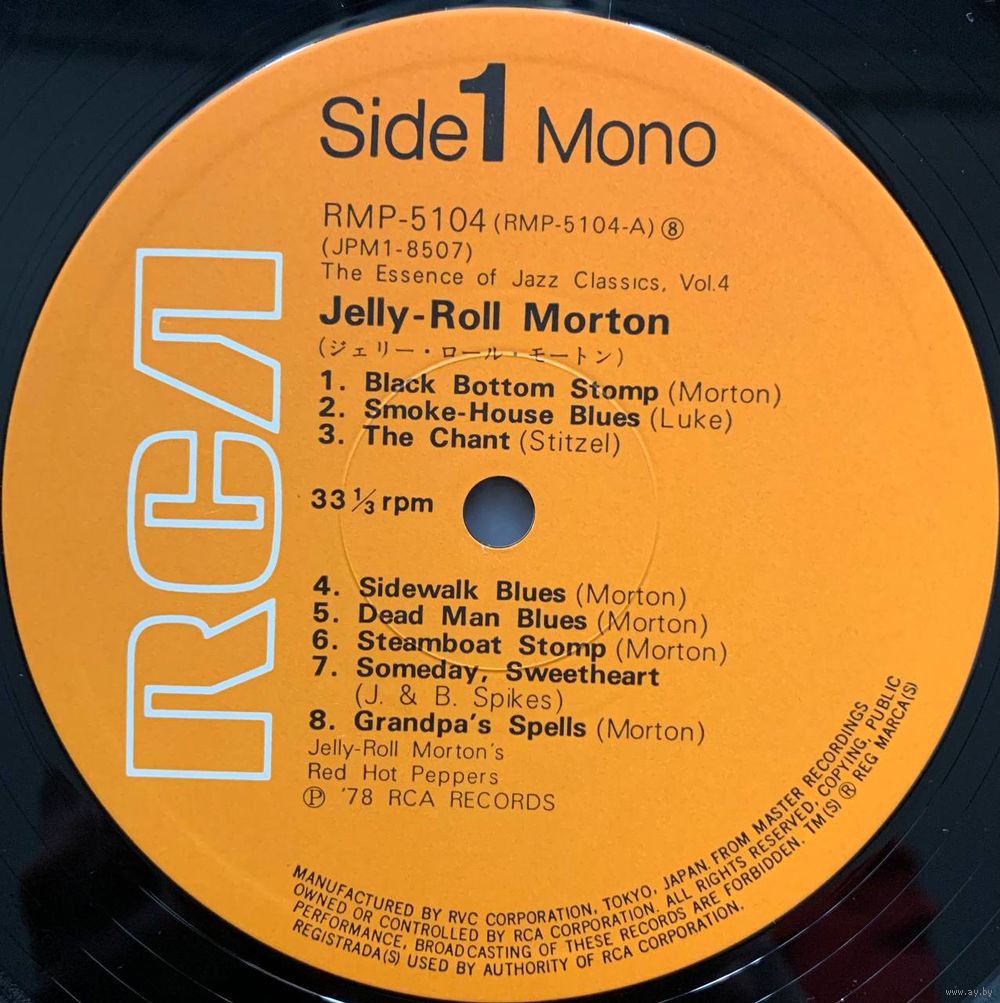 Side 1 Mono
RMP-5104 (RMP-5104-A) ⑧
(JPM1-8507)
The Essence of Jazz Classics, Vol.4
Jelly-Roll Morton
(ジェリー・ロール・モートン)
1. Black Bottom Stomp (Morton)
2. Smoke-House Blues (Luke)
3. The Chant (Stitzel)
33 ⅓ rpm
4. Sidewalk Blues (Morton)
5. Dead Man Blues (Morton)
6. Steamboat Stomp (Morton)
7. Someday, Sweetheart
(J. & B. Spikes)
8. Grandpa's Spells (Morton)
Jelly-Roll Morton's
Red Hot Peppers
Ⓟ '78 RCA RECORDS
RCA
MANUFACTURED BY RVC CORPORATION, TOKYO, JAPAN. FROM MASTER RECORDINGS
OWNED OR CONTROLLED BY RCA CORPORATION. ALL RIGHTS RESERVED, COPYING, PUBLIC
PERFORMANCE, BROADCASTING OF THESE RECORDS ARE FORBIDDEN. TM(S) ® REG MARCA(S)
REGISTRADA(S) USED BY AUTHORITY OF RCA CORPORATION.
www.ay.by